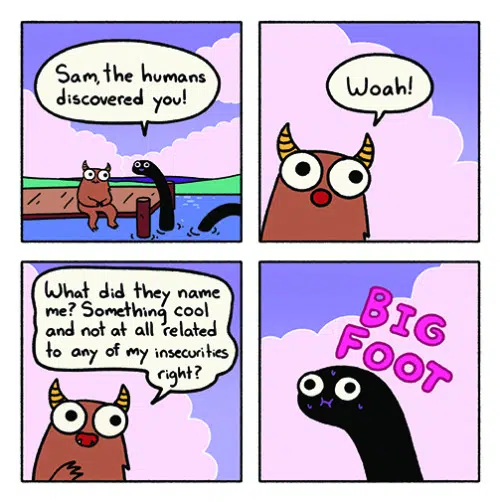 Sam, the humans
discovered you!
Woah!
What did they name
me? Something cool
and not at all related
to any of my insecurities
right?
BIG
FOOT